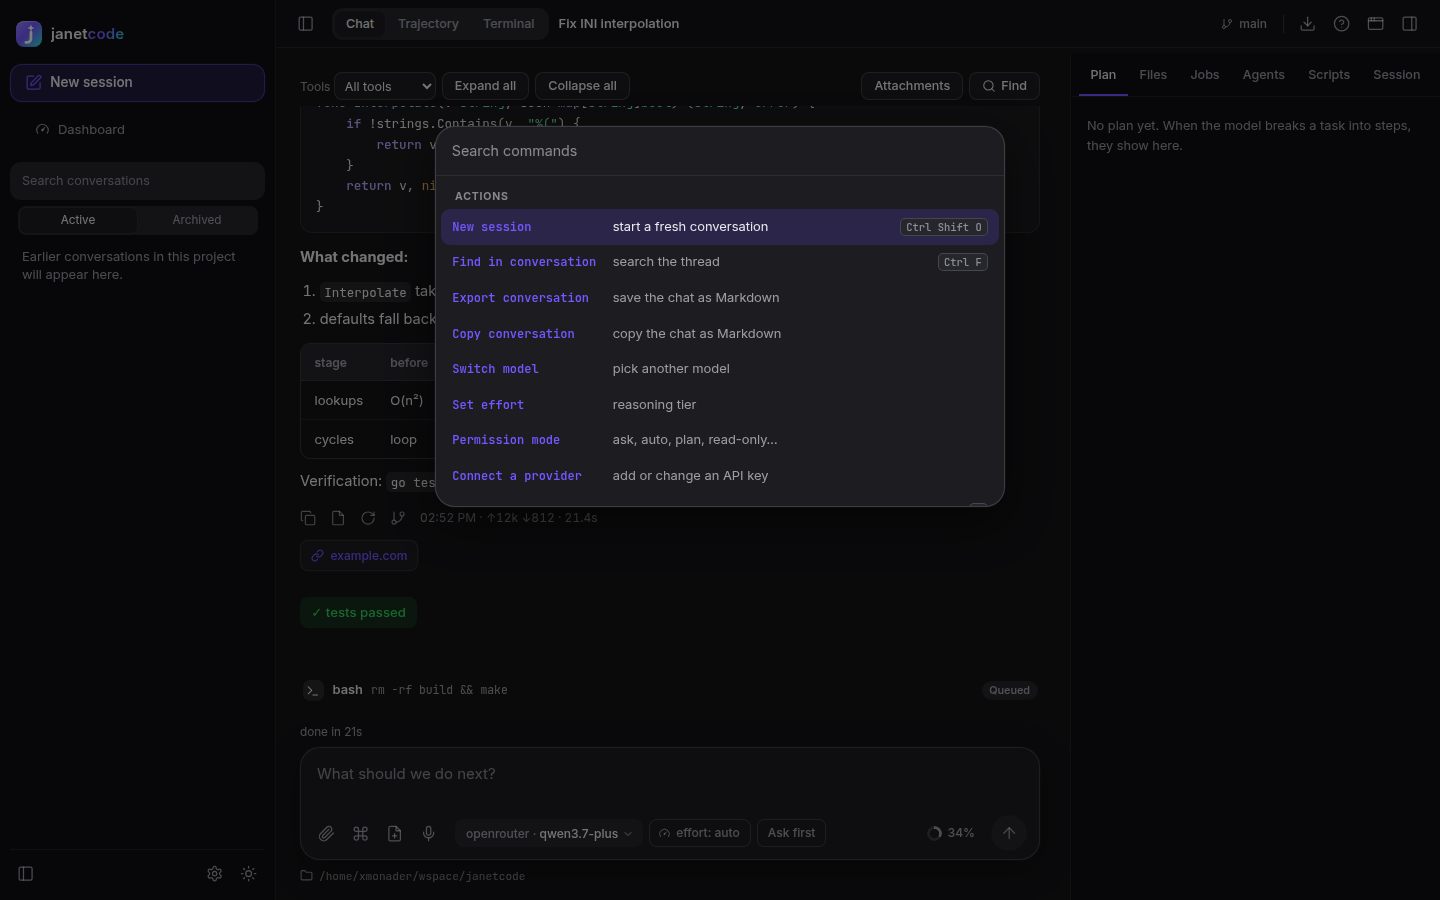 janetcode
New session
Dashboard
Search conversations
Active
Archived
Earlier conversations in this project
will appear here.
Chat
Trajectory
Terminal
Fix INI interpolation
main
Tools
All tools
Expand all
Collapse all
Attachments
Find
if !strings.Contains(v, "%(") {
return v
}
return v, ni
}
What changed:
1. Interpolate tak
2. defaults fall back
stage before
lookups O(n²)
cycles loop
Verification: go tes
02:52 PM · ↑12k ↓812 · 21.4s
example.com
✓ tests passed
bash rm -rf build && make
Queued
done in 21s
What should we do next?
openrouter · qwen3.7-plus
effort: auto
Ask first
34%
/home/xmonader/wspace/janetcode
Search commands
ACTIONS
New session start a fresh conversation Ctrl Shift O
Find in conversation search the thread Ctrl F
Export conversation save the chat as Markdown
Copy conversation copy the chat as Markdown
Switch model pick another model
Set effort reasoning tier
Permission mode ask, auto, plan, read-only…
Connect a provider add or change an API key
Plan
Files
Jobs
Agents
Scripts
Session
No plan yet. When the model breaks a task into steps,
they show here.